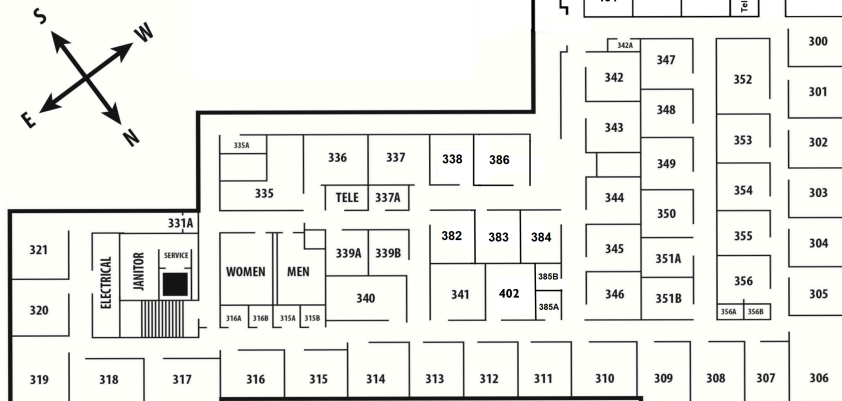 Tel
S
W
E
N
300
342A
347
342
352
301
348
343
353
302
335A
336
337
338
386
349
354
303
335
TELE
337A
344
350
331A
355
304
321
382
383
384
345
351A
ELECTRICAL
JANITOR
SERVICE
WOMEN
MEN
339A
339B
385B
356
305
340
341
402
385A
346
351B
320
316A
316B
315A
315B
356A
356B
319
318
317
316
315
314
313
312
311
310
309
308
307
306